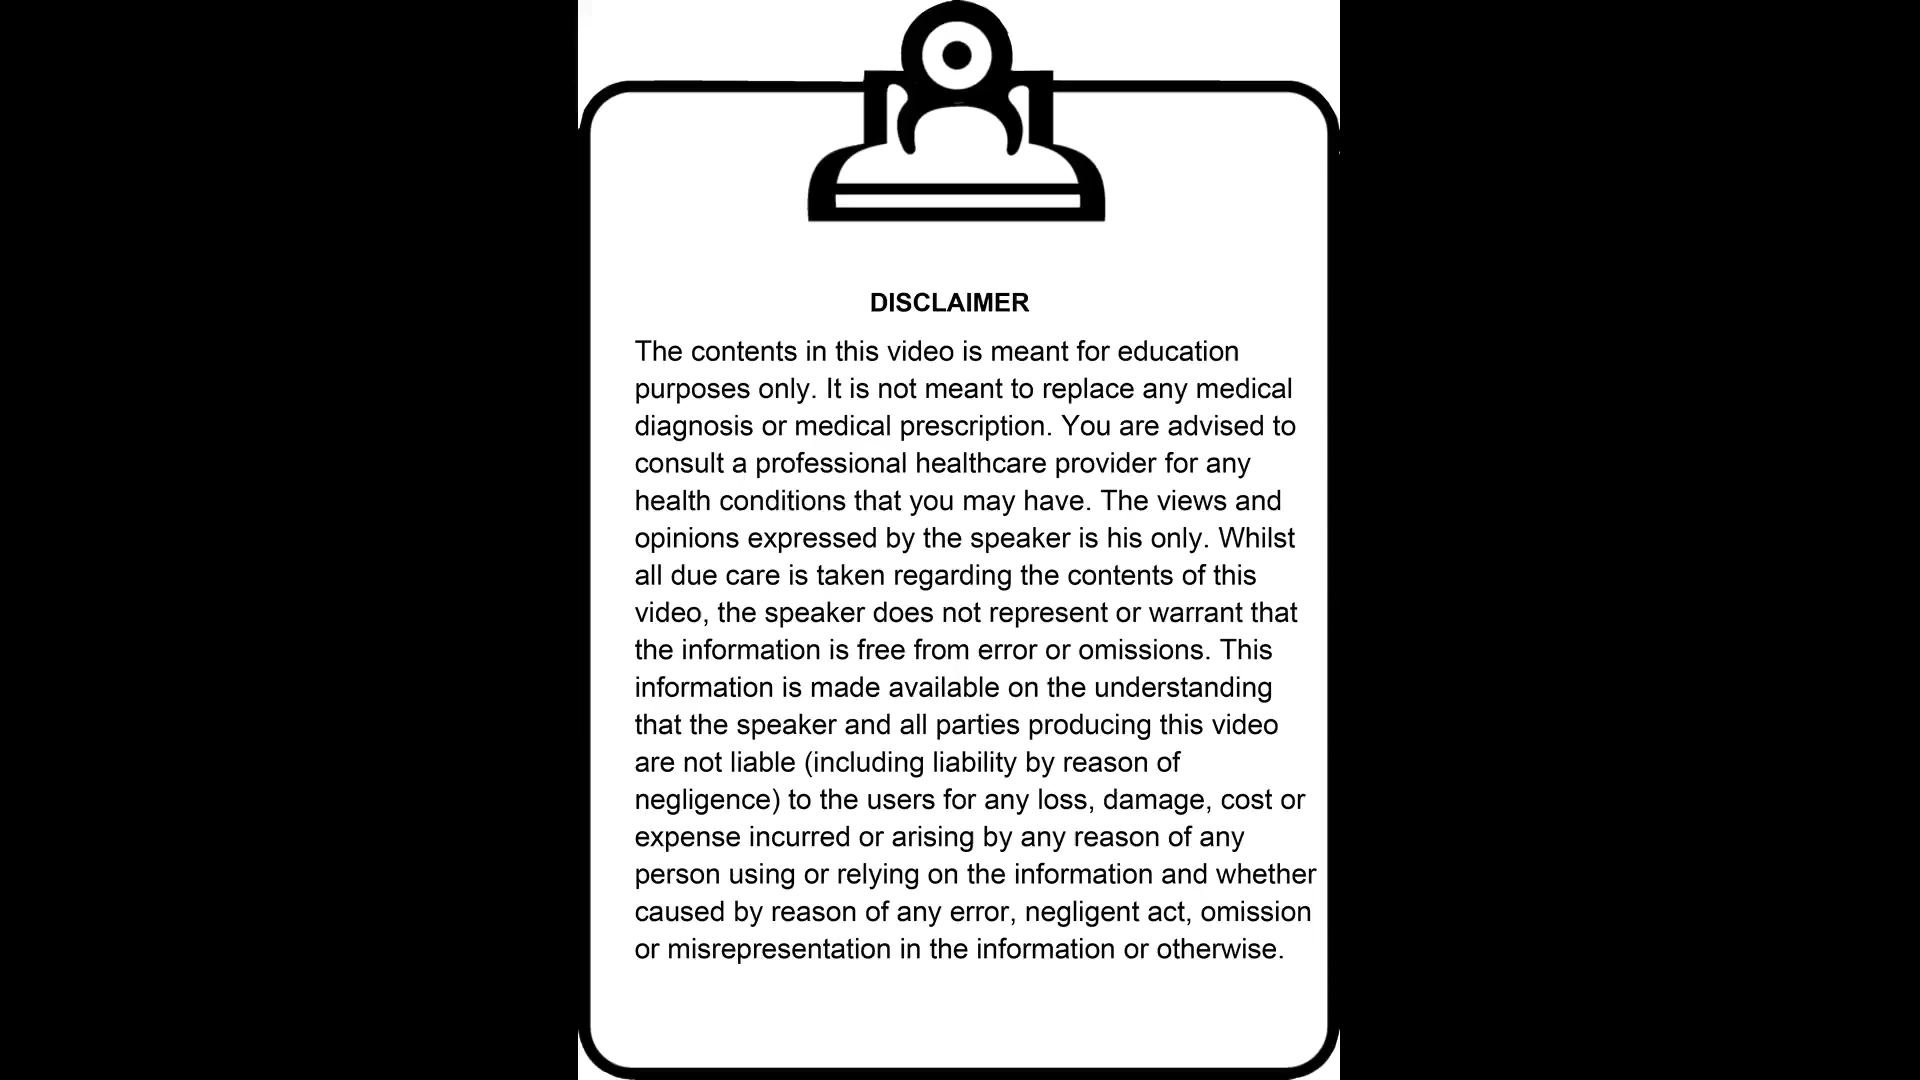 DISCLAIMER
The contents in this video is meant for education
purposes only. It is not meant to replace any medical
diagnosis or medical prescription. You are advised to
consult a professional healthcare provider for any
health conditions that you may have. The views and
opinions expressed by the speaker is his only. Whilst
all due care is taken regarding the contents of this
video, the speaker does not represent or warrant that
the information is free from error or omissions. This
information is made available on the understanding
that the speaker and all parties producing this video
are not liable (including liability by reason of
negligence) to the users for any loss, damage, cost or
expense incurred or arising by any reason of any
person using or relying on the information and whether
caused by reason of any error, negligent act, omission
or misrepresentation in the information or otherwise.